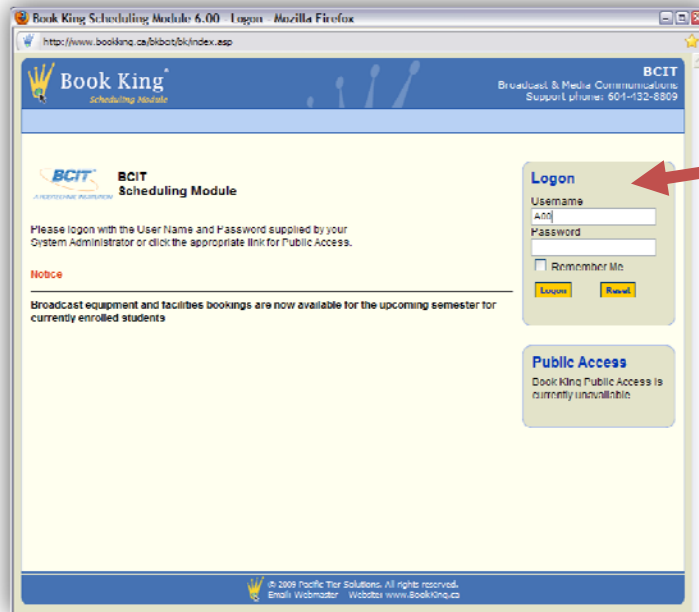 Book King Scheduling Module 6.00 - Logon - Mozilla Firefox
http://www.bookking.ca/bkbcit/bk/index.asp
Book King
Scheduling Module
BCIT
Broadcast & Media Communications
Support phone: 604-432-8809
BCIT
A POLYTECHNIC INSTITUTION
BCIT
Scheduling Module
Please logon with the User Name and Password supplied by your
System Administrator or click the appropriate link for Public Access.
Notice
Broadcast equipment and facilities bookings are now available for the upcoming semester for
currently enrolled students
Logon
Username
A00
Password
Remember Me
Logon Reset
Public Access
Book King Public Access is
currently unavailable
© 2009 Pacific Tier Solutions. All rights reserved.
Email: Webmaster Website: www.BookKing.ca